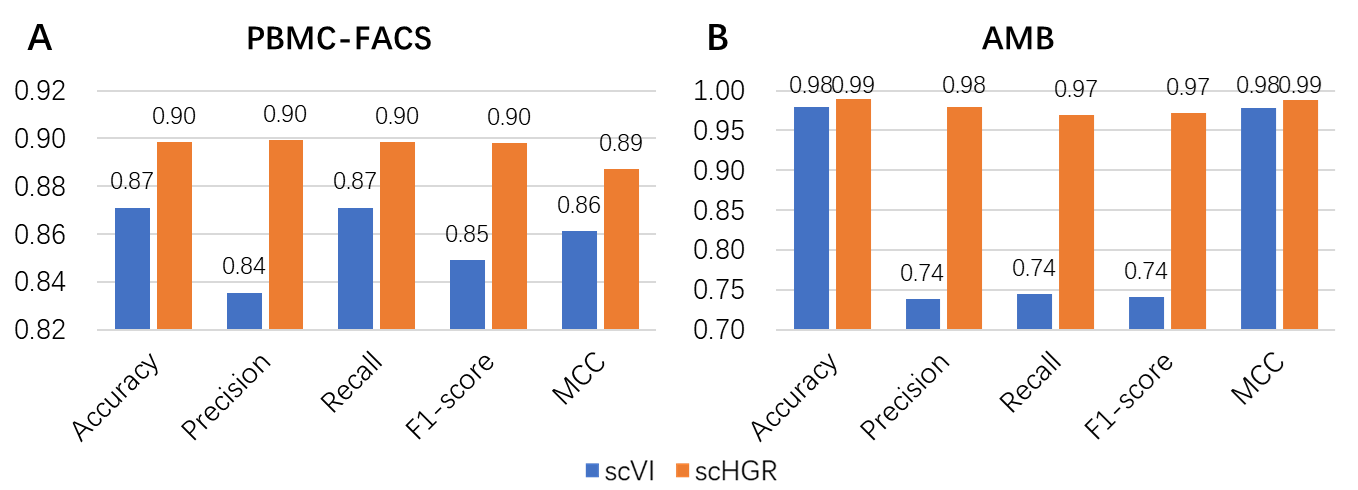 A PBMC-FACS
0.92
0.90
0.88
0.86
0.84
0.82
0.87 0.90 0.84 0.90 0.87 0.90 0.85 0.90 0.86 0.89
Accuracy Precision Recall F1-score MCC
B AMB
1.00
0.95
0.90
0.85
0.80
0.75
0.70
0.98 0.99 0.74 0.98 0.74 0.97 0.74 0.97 0.98 0.99
Accuracy Precision Recall F1-score MCC
scVI scHGR